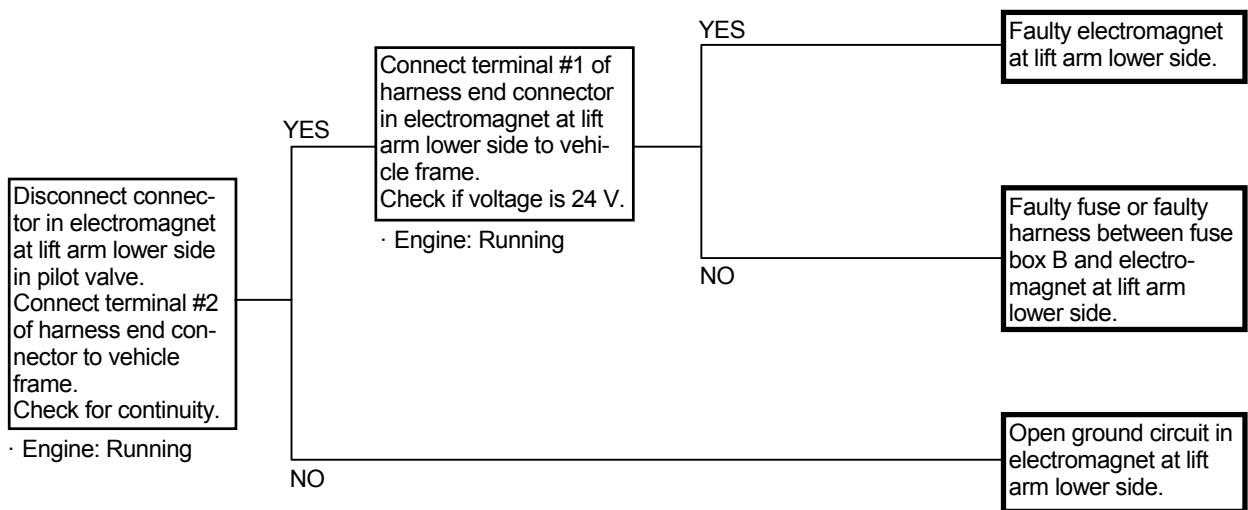 Disconnect connec-
tor in electromagnet
at lift arm lower side
in pilot valve.
Connect terminal #2
of harness end con-
nector to vehicle
frame.
Check for continuity.
· Engine: Running
YES
Connect terminal #1 of
harness end connector
in electromagnet at lift
arm lower side to vehi-
cle frame.
Check if voltage is 24 V.
· Engine: Running
YES
Faulty electromagnet
at lift arm lower side.
NO
Faulty fuse or faulty
harness between fuse
box B and electro-
magnet at lift arm
lower side.
NO
Open ground circuit in
electromagnet at lift
arm lower side.